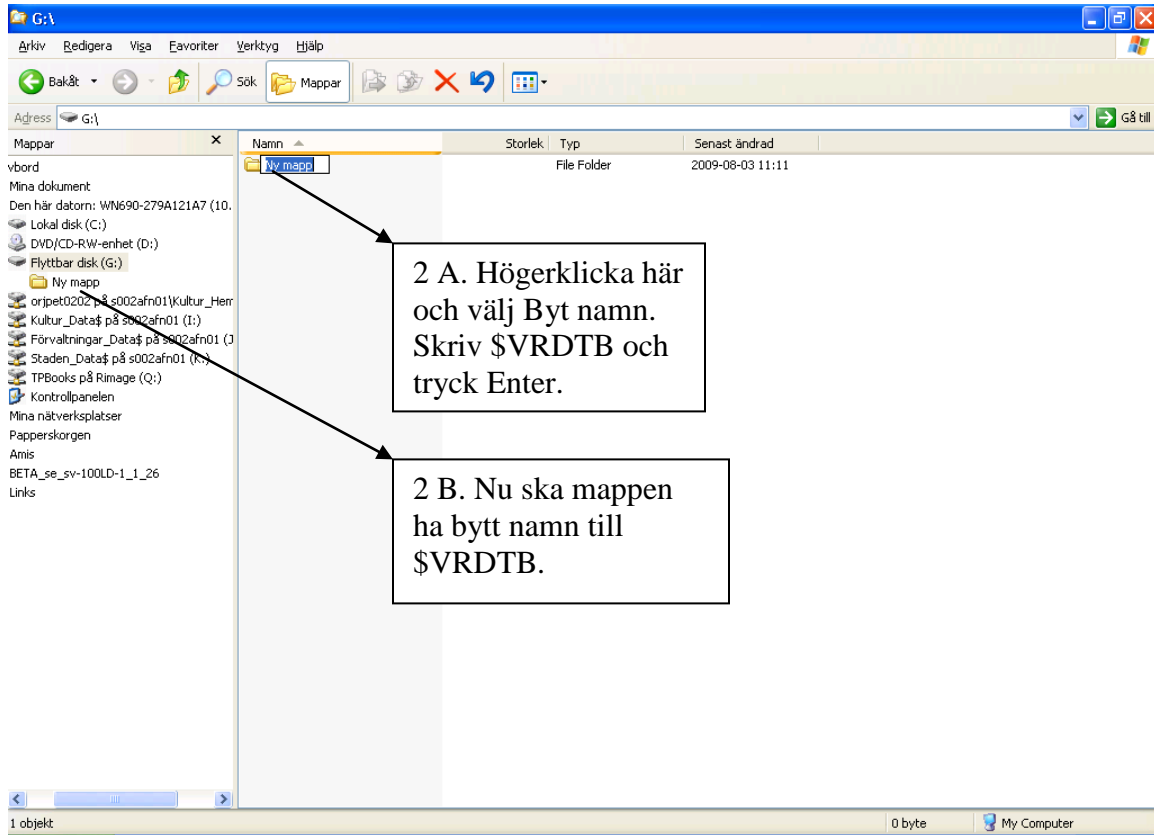 G:\
Arkiv Redigera Visa Favoriter Verktyg Hjälp
Bakåt Sök Mappar
Adress G:\ Gå till
Mappar
Namn Storlek Typ Senast ändrad
Ny mapp File Folder 2009-08-03 11:11
vbord
Mina dokument
Den här datorn: WN690-279A121A7 (10.
Lokal disk (C:)
DVD/CD-RW-enhet (D:)
Flyttbar disk (G:)
Ny mapp
orjpet0202 på s002afn01\Kultur_Hem
Kultur_Data$ på s002afn01 (I:)
Förvaltningar_Data$ på s002afn01 (J
Staden_Data$ på s002afn01 (K:)
TPBooks på Rimage (Q:)
Kontrollpanelen
Mina nätverksplatser
Papperskorgen
Amis
BETA_se_sv-100LD-1_1_26
Links
2 A. Högerklicka här
och välj Byt namn.
Skriv $VRDTB och
tryck Enter.
2 B. Nu ska mappen
ha bytt namn till
$VRDTB.
1 objekt 0 byte My Computer